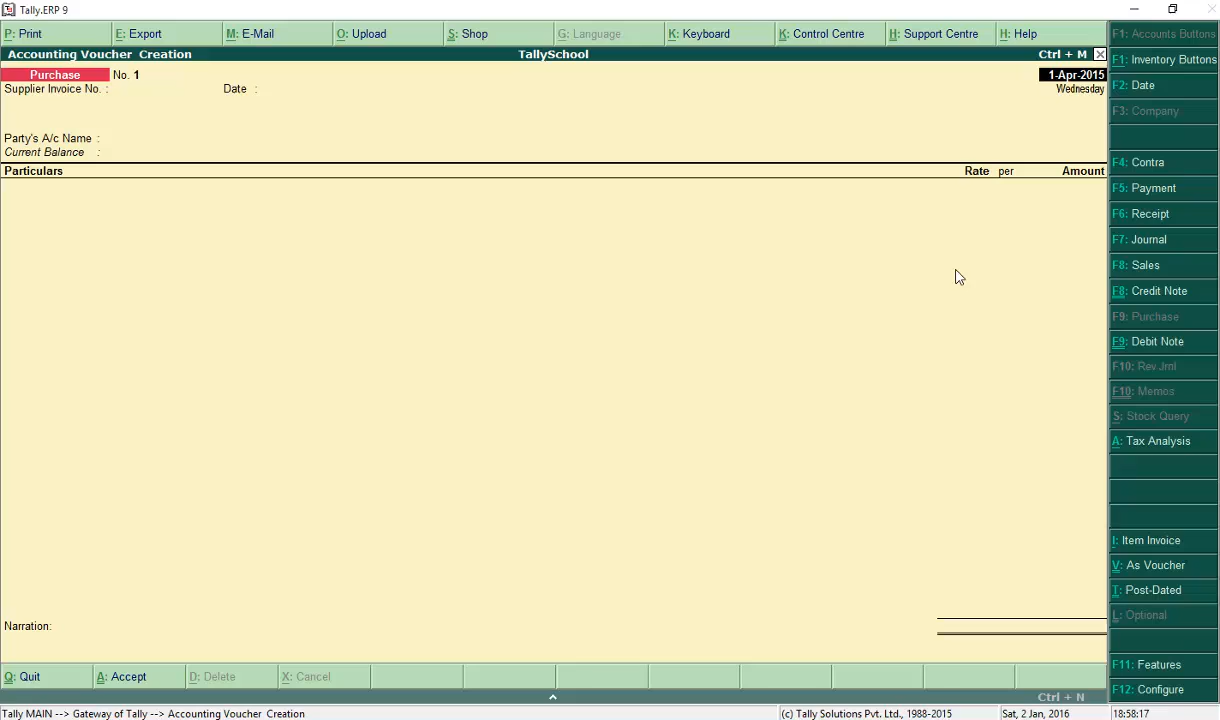 Tally.ERP 9
P: Print
E: Export
M: E-Mail
O: Upload
S: Shop
G: Language
K: Keyboard
K: Control Centre
H: Support Centre
H: Help
Accounting Voucher Creation
TallySchool
Ctrl + M
Purchase No. 1
1-Apr-2015
Supplier Invoice No. :
Date :
Wednesday
Party's A/c Name :
Current Balance :
Particulars
Rate per
Amount
Narration:
F1: Accounts Buttons
F1: Inventory Buttons
F2: Date
F3: Company
F4: Contra
F5: Payment
F6: Receipt
F7: Journal
F8: Sales
F8: Credit Note
F9: Purchase
F9: Debit Note
F10: Rev Jrnl
F10: Memos
S: Stock Query
A: Tax Analysis
I: Item Invoice
V: As Voucher
T: Post-Dated
L: Optional
F11: Features
F12: Configure
Q: Quit
A: Accept
D: Delete
X: Cancel
Ctrl + N
Tally MAIN --> Gateway of Tally --> Accounting Voucher Creation
(c) Tally Solutions Pvt. Ltd., 1988-2015
Sat, 2 Jan, 2016
18:58:17